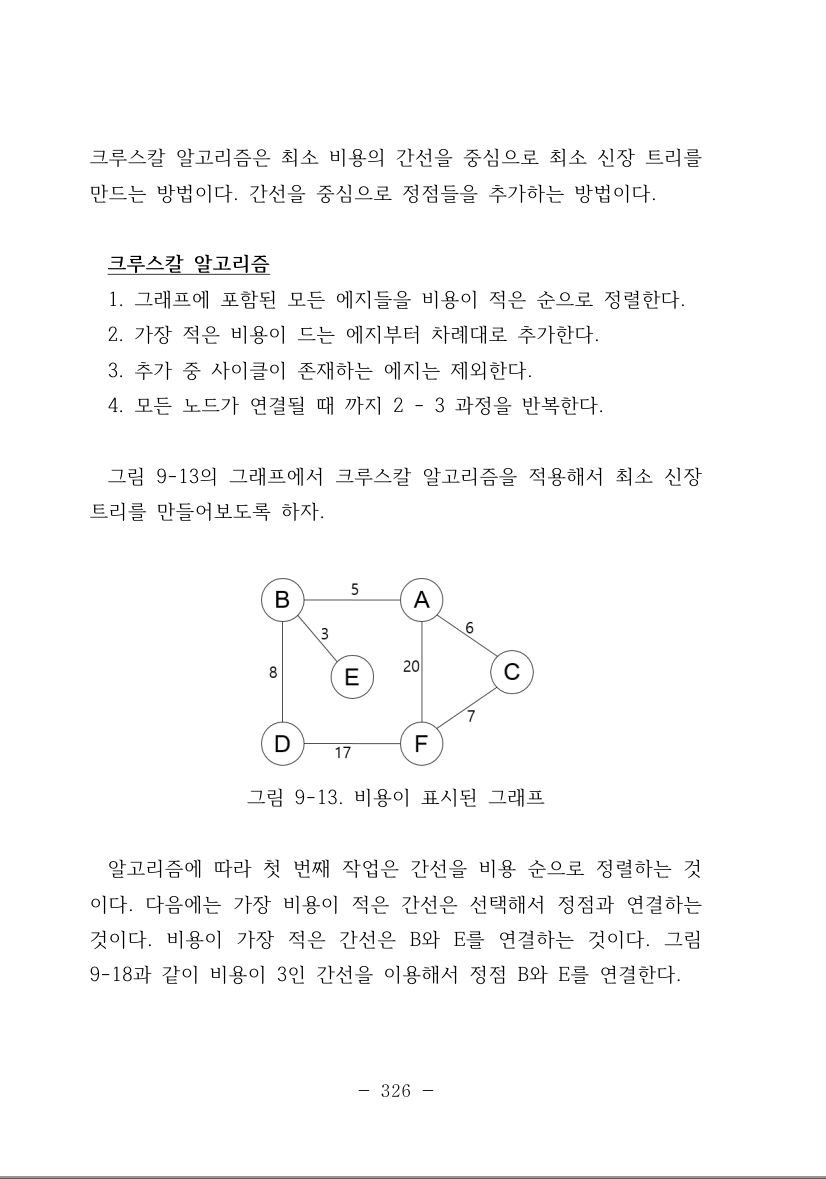 크루스칼 알고리즘은 최소 비용의 간선을 중심으로 최소 신장 트리를
만드는 방법이다. 간선을 중심으로 정점들을 추가하는 방법이다.
크루스칼 알고리즘
1. 그래프에 포함된 모든 에지들을 비용이 적은 순으로 정렬한다.
2. 가장 적은 비용이 드는 에지부터 차례대로 추가한다.
3. 추가 중 사이클이 존재하는 에지는 제외한다.
4. 모든 노드가 연결될 때 까지 2 - 3 과정을 반복한다.
그림 9-13의 그래프에서 크루스칼 알고리즘을 적용해서 최소 신장
트리를 만들어보도록 하자.
B 5 A
3 6
8 E 20 C
7
D 17 F
그림 9-13. 비용이 표시된 그래프
알고리즘에 따라 첫 번째 작업은 간선을 비용 순으로 정렬하는 것
이다. 다음에는 가장 비용이 적은 간선은 선택해서 정점과 연결하는
것이다. 비용이 가장 적은 간선은 B와 E를 연결하는 것이다. 그림
9-18과 같이 비용이 3인 간선을 이용해서 정점 B와 E를 연결한다.
- 326 -